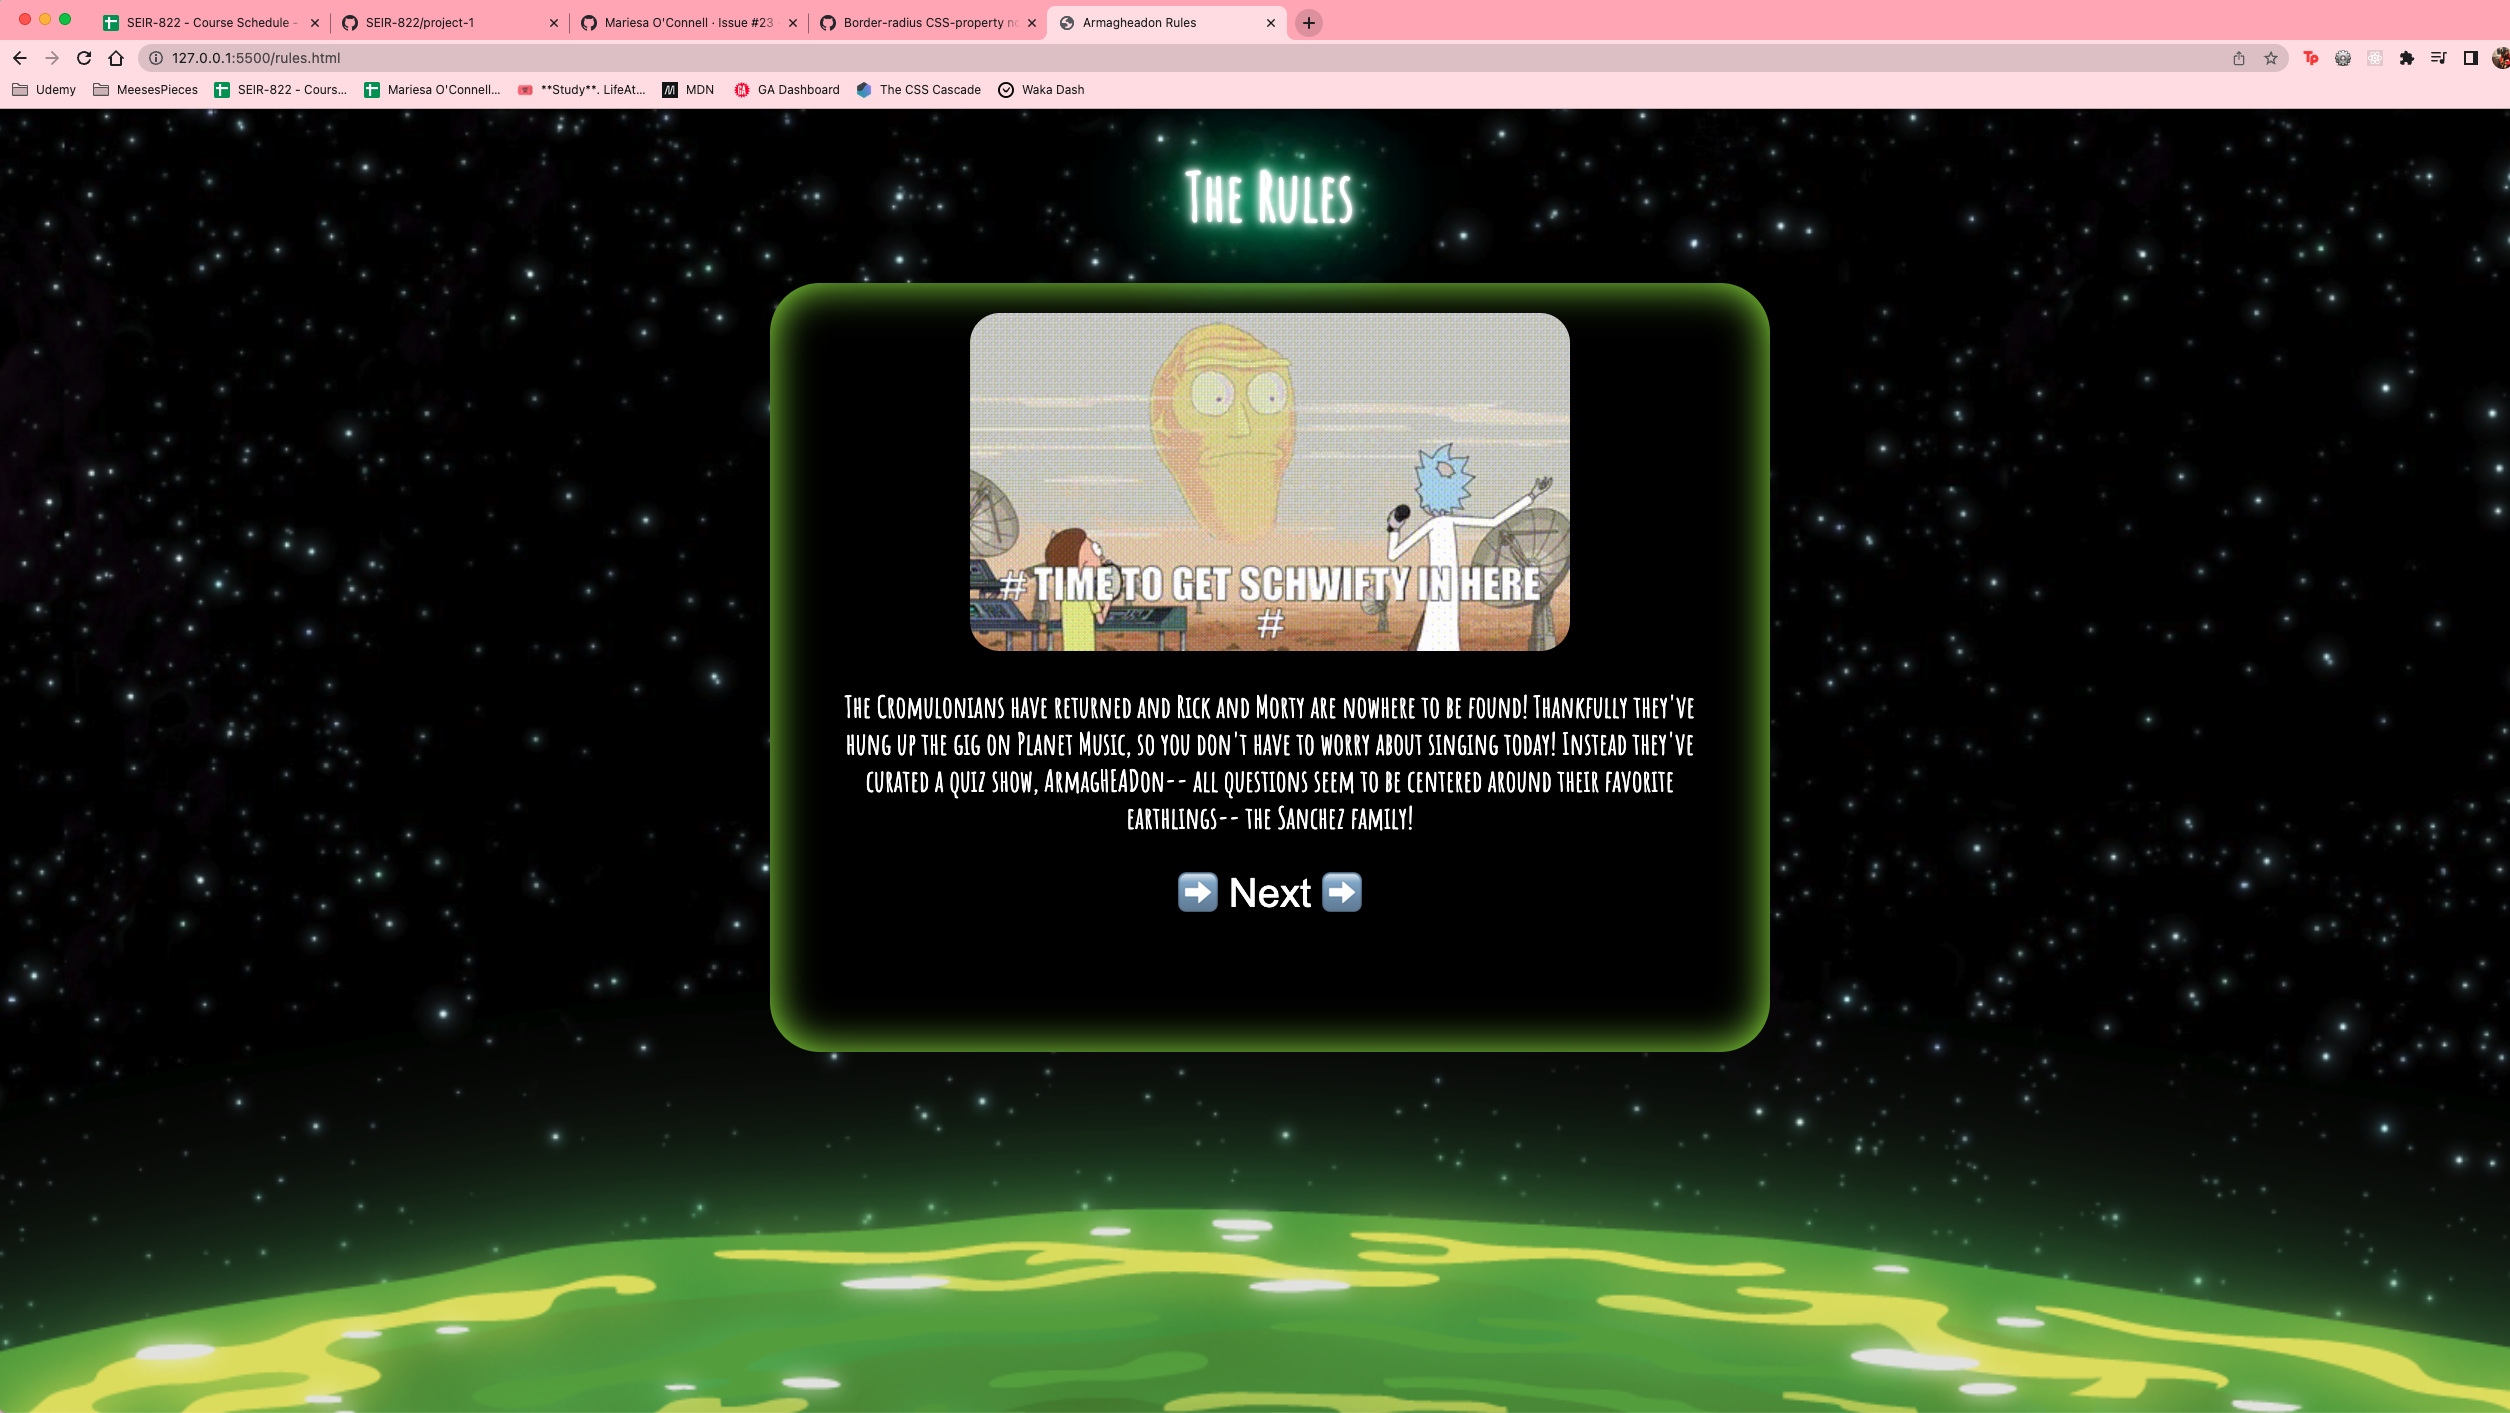 SEIR-822 - Course Schedule -
SEIR-822/project-1
Mariesa O'Connell · Issue #23
Border-radius CSS-property no
Armagheadon Rules
127.0.0.1:5500/rules.html
Tp
Udemy
MeesesPieces
SEIR-822 - Cours...
Mariesa O'Connell...
**Study**. LifeAt...
MDN
GA Dashboard
The CSS Cascade
Waka Dash
The Rules
# TIME TO GET SCHWIFTY IN HERE
#
The Cromulonians have returned and Rick and Morty are nowhere to be found! Thankfully they've
hung up the gig on Planet Music, so you don't have to worry about singing today! Instead they've
curated a quiz show, ArmagHEADon-- all questions seem to be centered around their favorite
earthlings-- the Sanchez family!
➡️ Next ➡️